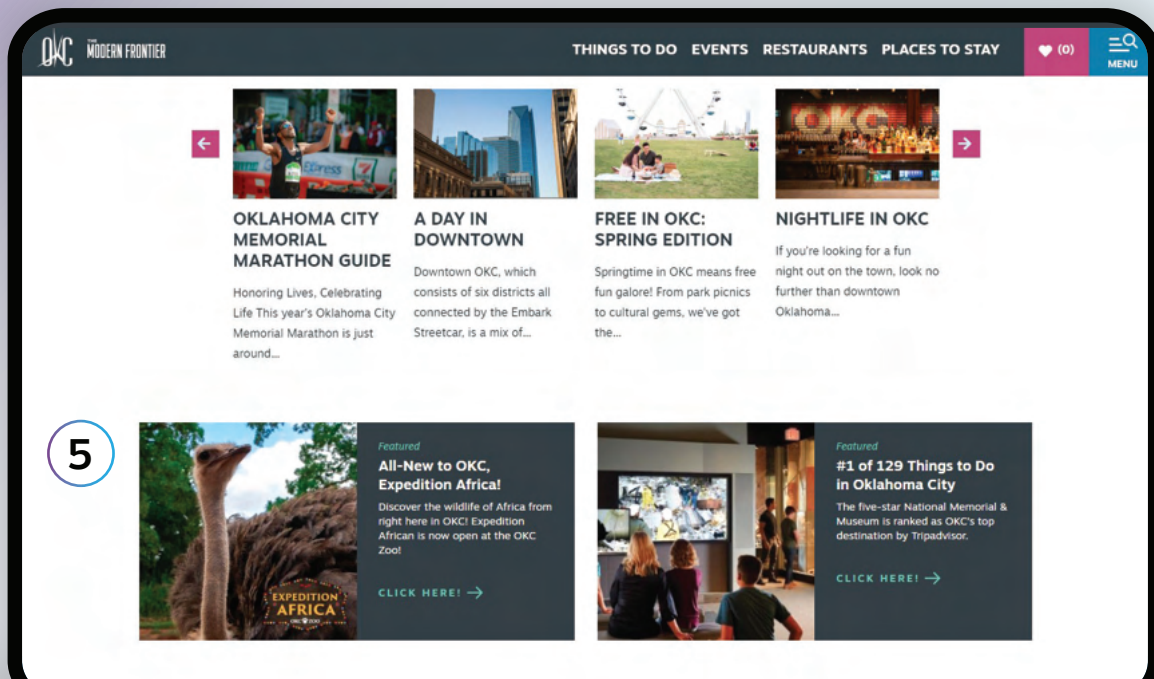 OKC THE MODERN FRONTIER
THINGS TO DO EVENTS RESTAURANTS PLACES TO STAY (0) MENU
OKC
OKLAHOMA CITY
MEMORIAL
MARATHON GUIDE
Honoring Lives, Celebrating
Life This year's Oklahoma City
Memorial Marathon is just
around...
A DAY IN
DOWNTOWN
Downtown OKC, which
consists of six districts all
connected by the Embark
Streetcar, is a mix of...
FREE IN OKC:
SPRING EDITION
Springtime in OKC means free
fun galore! From park picnics
to cultural gems, we've got
the...
NIGHTLIFE IN OKC
If you're looking for a fun
night out on the town, look no
further than downtown
Oklahoma...
5
EXPEDITION
AFRICA
OKC ZOO
Featured
All-New to OKC,
Expedition Africa!
Discover the wildlife of Africa from
right here in OKC! Expedition
African is now open at the OKC
Zoo!
CLICK HERE!
Featured
#1 of 129 Things to Do
in Oklahoma City
The five-star National Memorial &
Museum is ranked as OKC's top
destination by Tripadvisor.
CLICK HERE!